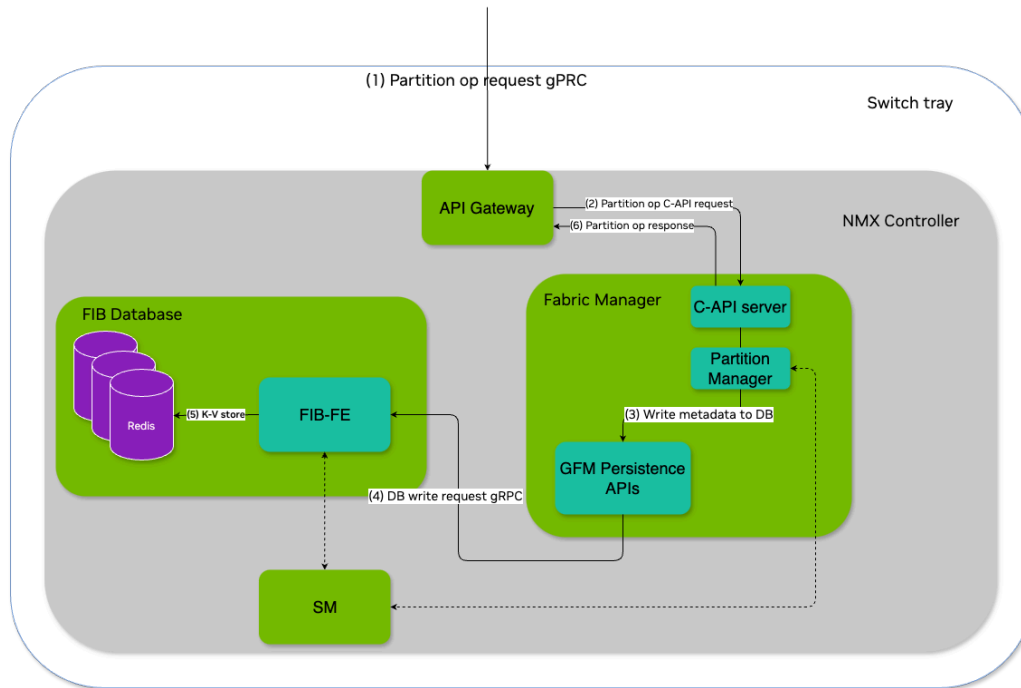 (1) Partition op request gPRC
Switch tray
API Gateway
(2) Partition op C-API request
(6) Partition op response
NMX Controller
Fabric Manager
C-API server
FIB Database
Partition
Manager
Redis
(5) K-V store
FIB-FE
(3) Write metadata to DB
GFM Persistence
APIs
(4) DB write request gRPC
SM